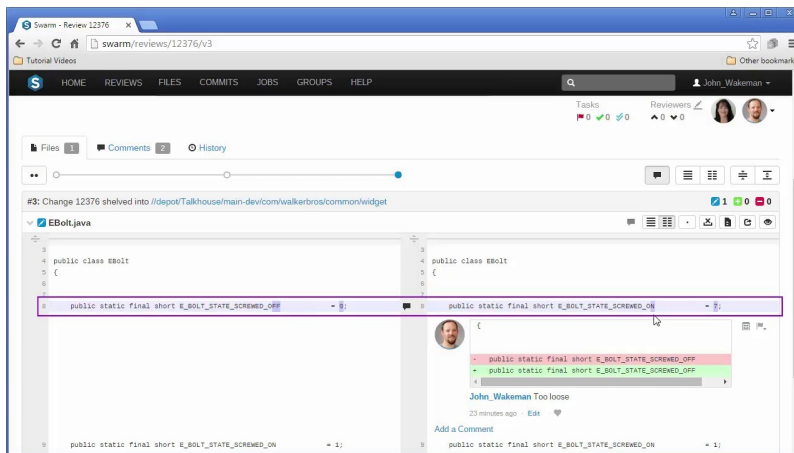 Swarm - Review 12376
swarm/reviews/12376/v3
Tutorial Videos
Other bookmark
S HOME REVIEWS FILES COMMITS JOBS GROUPS HELP John_Wakeman
Tasks Reviewers
0 0 0 0 0
Files 1 Comments 2 History
#3: Change 12376 shelved into //depot/Talkhouse/main-dev/com/walkerbros/common/widget 1 0 0
EBolt.java
3 3
4 public class EBolt 4 public class EBolt
5 { 5 {
6 6
7 7
8 public static final short E_BOLT_STATE_SCREWED_OFF = 0; 8 public static final short E_BOLT_STATE_SCREWED_ON = 7;
{
- public static final short E_BOLT_STATE_SCREWED_OFF
+ public static final short E_BOLT_STATE_SCREWED_OFF
John_Wakeman Too loose
23 minutes ago · Edit ·
Add a Comment
9 public static final short E_BOLT_STATE_SCREWED_ON = 1; 9 public static final short E_BOLT_STATE_SCREWED_ON = 1;